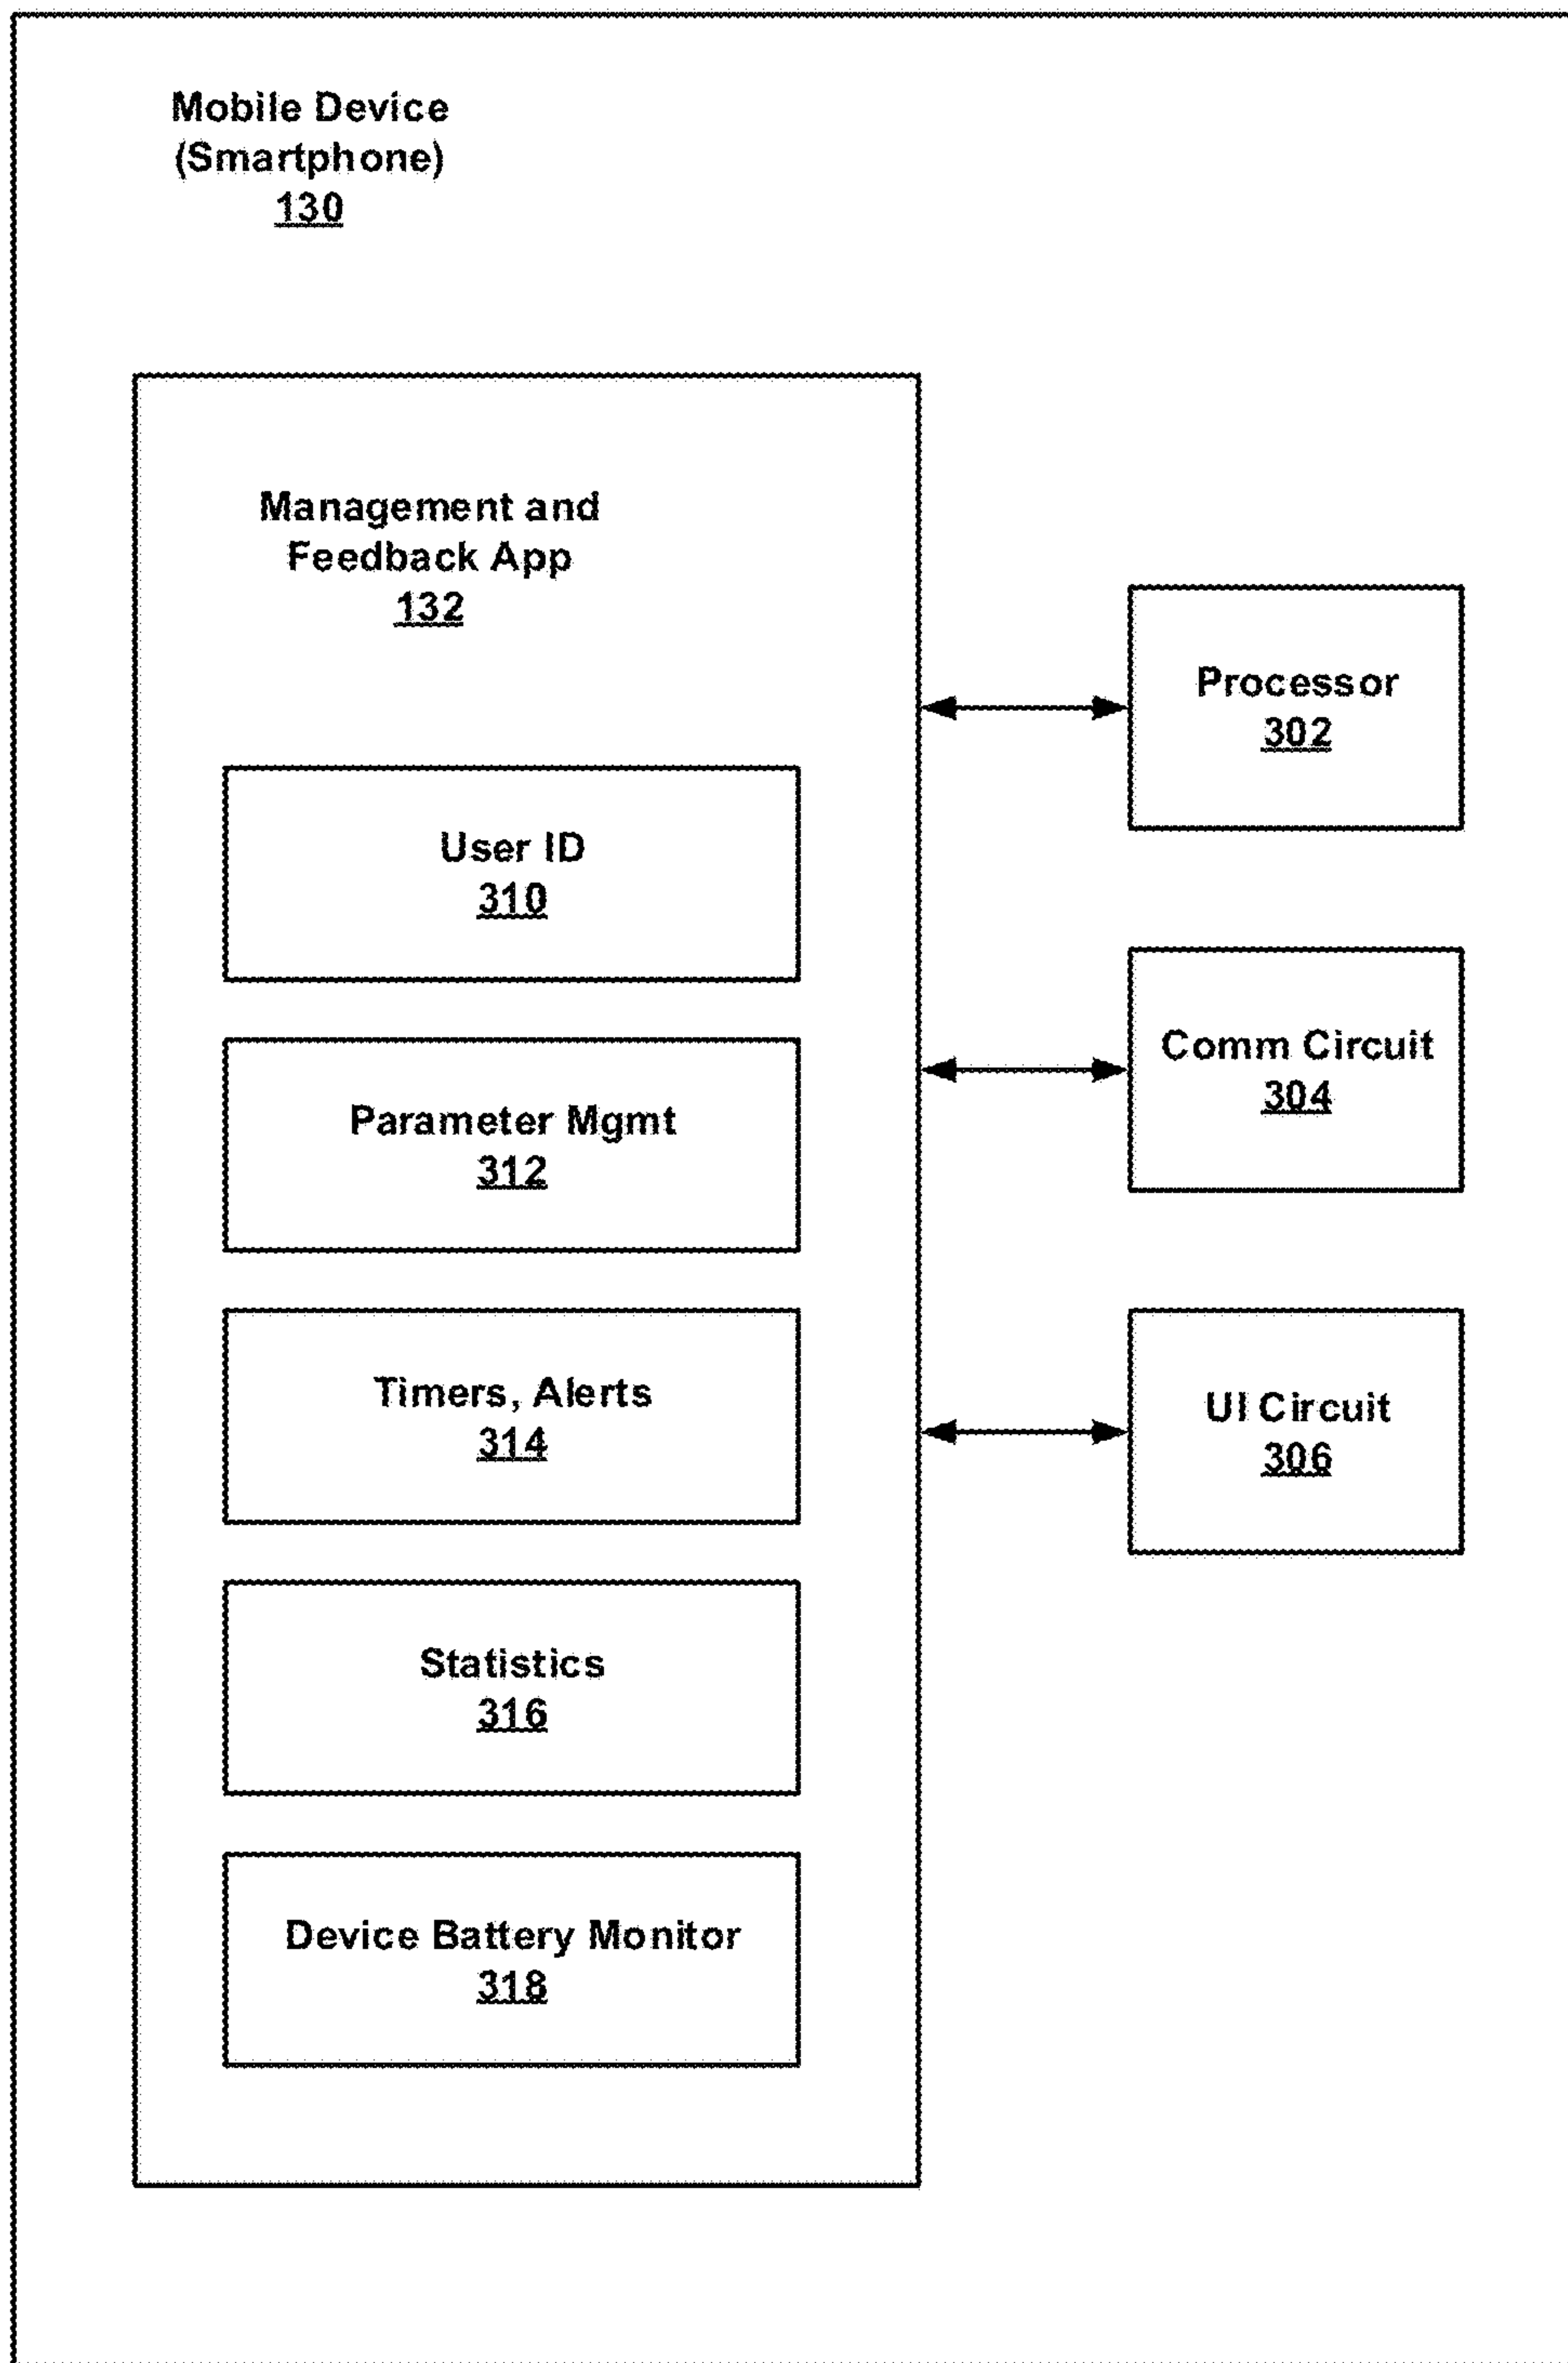 Mobile Device
(Smartphone)
130
Management and
Feedback App
132
User ID
310
Parameter Mgmt
312
Timers, Alerts
314
Statistics
316
Device Battery Monitor
318
Processor
302
Comm Circuit
304
UI Circuit
306